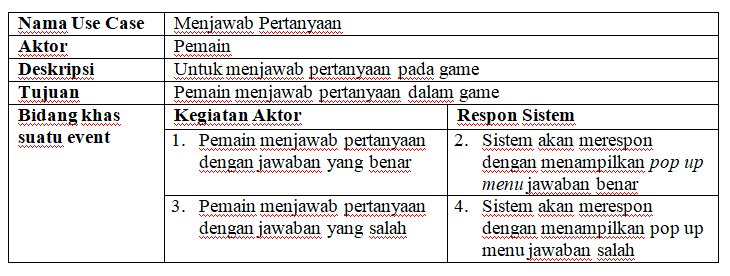 Nama Use Case Menjawab Pertanyaan
Aktor Pemain
Deskripsi Untuk menjawab pertanyaan pada game
Tujuan Pemain menjawab pertanyaan dalam game
Bidang khas suatu event
Kegiatan Aktor Respon Sistem
1. Pemain menjawab pertanyaan
dengan jawaban yang benar
2. Sistem akan merespon
dengan menampilkan pop up
menu jawaban benar
3. Pemain menjawab pertanyaan
dengan jawaban yang salah
4. Sistem akan merespon
dengan menampilkan pop up
menu jawaban salah